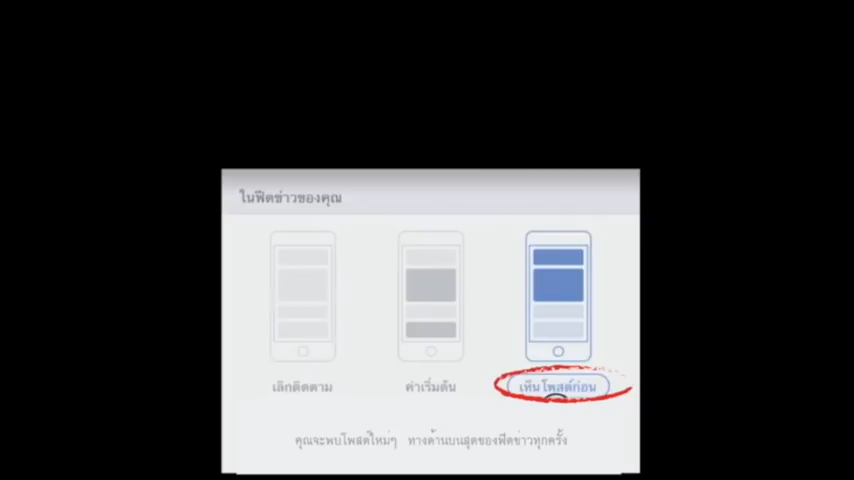 ในฟีดข่าวของคุณ
เลิกติดตาม ค่าเริ่มต้น เห็นโพสต์ก่อน
คุณจะพบโพสต์ใหม่ๆ ทางด้านบนสุดของฟีดข่าวทุกครั้ง